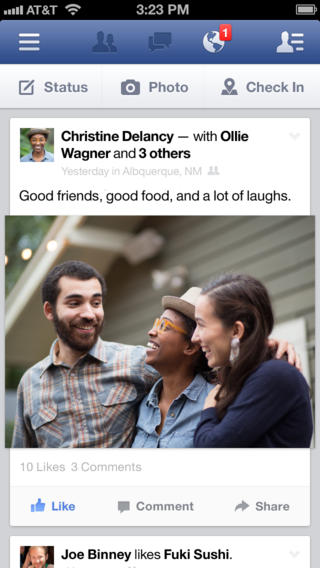 AT&T 3:23 PM
1
Status Photo Check In
Christine Delancy — with Ollie
Wagner and 3 others
Yesterday in Albquerque, NM
Good friends, good food, and a lot of laughs.
10 Likes 3 Comments
Like Comment Share
Joe Binney likes Fuki Sushi.